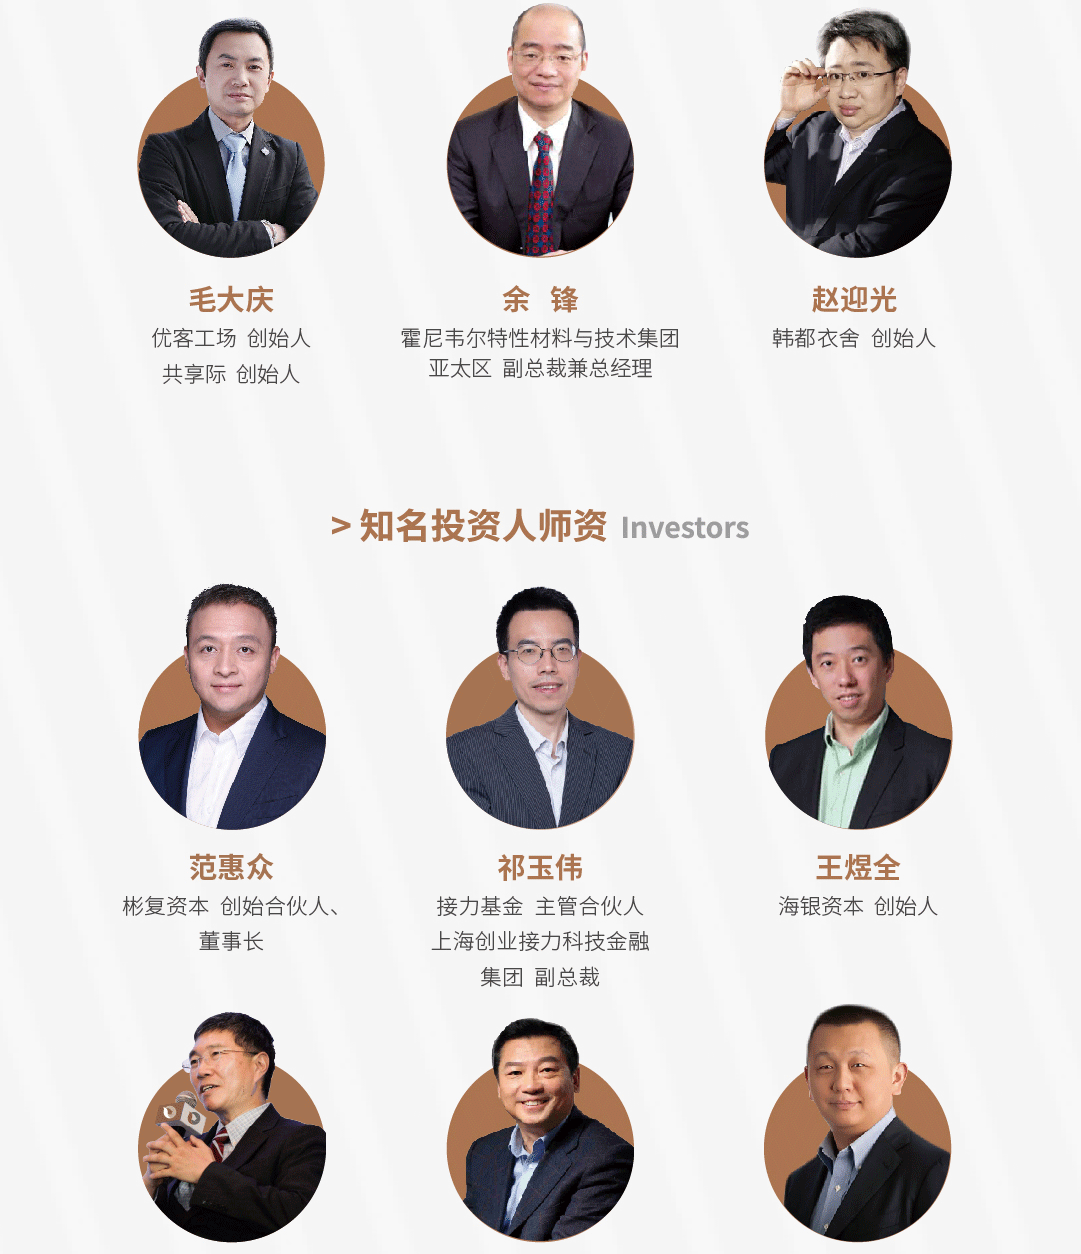 毛大庆
优客工场 创始人
共享际 创始人
余 锋
霍尼韦尔特性材料与技术集团
亚太区 副总裁兼总经理
赵迎光
韩都衣舍 创始人
> 知名投资人师资 Investors
范惠众
彬复资本 创始合伙人、
董事长
祁玉伟
接力基金 主管合伙人
上海创业接力科技金融
集团 副总裁
王煜全
海银资本 创始人